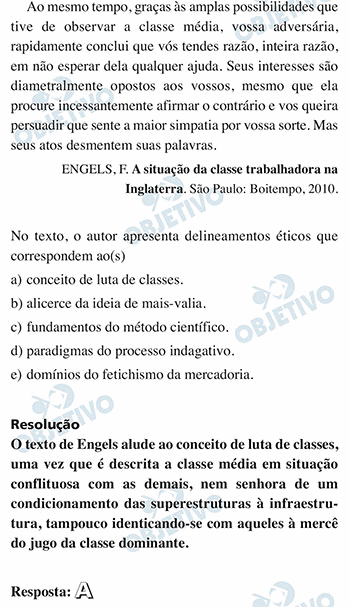 Ao mesmo tempo, graças às amplas possibilidades que
tive de observar a classe média, vossa adversária,
rapidamente conclui que vós tendes razão, inteira razão,
em não esperar dela qualquer ajuda. Seus interesses são
diametralmente opostos aos vossos, mesmo que ela
procure incessantemente afirmar o contrário e vos queira
persuadir que sente a maior simpatia por vossa sorte. Mas
seus atos desmentem suas palavras.
ENGELS, F. A situação da classe trabalhadora na
Inglaterra. São Paulo: Boitempo, 2010.
No texto, o autor apresenta delineamentos éticos que
correspondem ao(s)
a) conceito de luta de classes.
b) alicerce da ideia de mais-valia.
c) fundamentos do método científico.
d) paradigmas do processo indagativo.
e) domínios do fetichismo da mercadoria.
OBJETIVO
Resolução
O texto de Engels alude ao conceito de luta de classes,
uma vez que é descrita a classe média em situação
conflituosa com as demais, nem senhora de um
condicionamento das superestruturas à infraestru-
tura, tampouco identicando-se com aqueles à mercê
do jugo da classe dominante.
Resposta: A